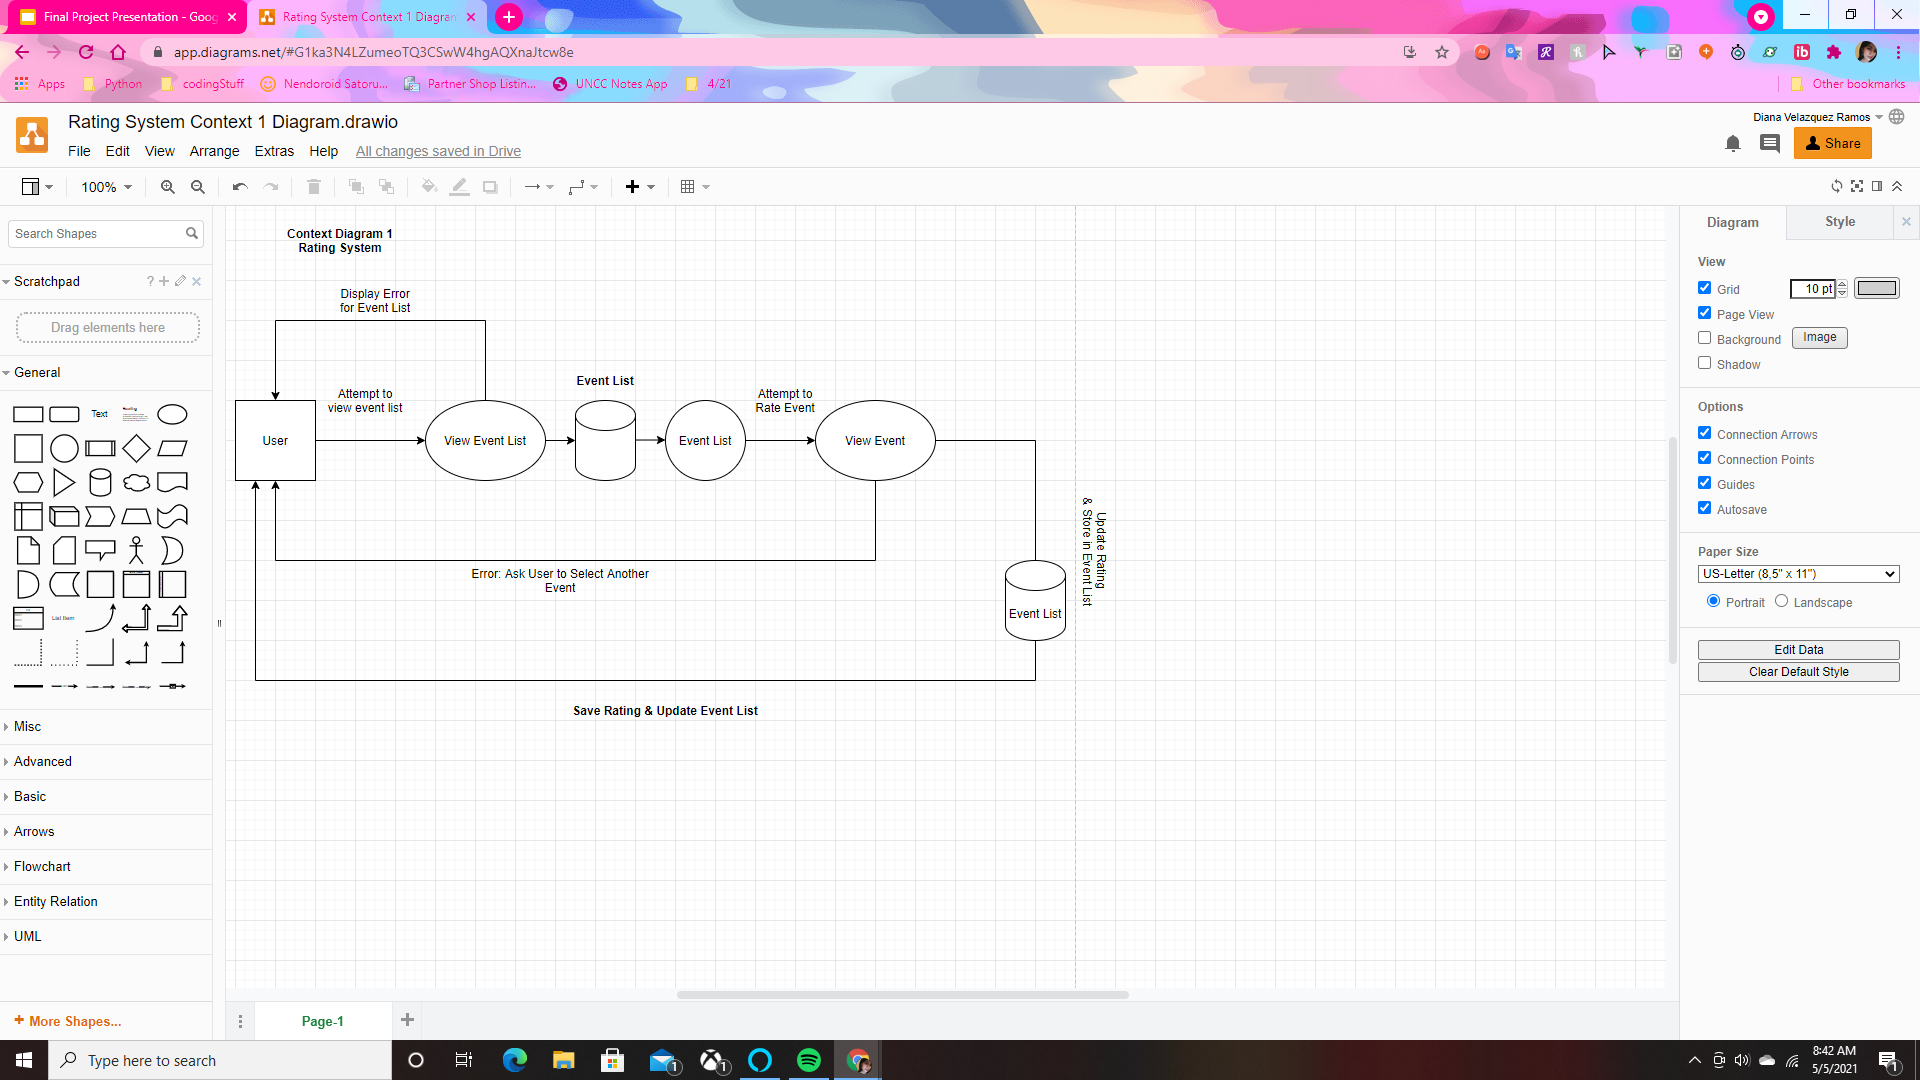 Final Project Presentation - Goog
Rating System Context 1 Diagran
app.diagrams.net/#G1ka3N4LZumeoTQ3CSwW4hgAQXnaJtcw8e
Apps
Python
codingStuff
Nendoroid Satoru...
Partner Shop Listin...
UNCC Notes App
4/21
Other bookmarks
Rating System Context 1 Diagram.drawio
Diana Velazquez Ramos
File Edit View Arrange Extras Help All changes saved in Drive
Share
100%
Search Shapes
Scratchpad
?
Drag elements here
General
Text
Heading
List Item
Misc
Advanced
Basic
Arrows
Flowchart
Entity Relation
UML
+ More Shapes...
Context Diagram 1
Rating System
Display Error
for Event List
Attempt to
view event list
Event List
Attempt to
Rate Event
User
View Event List
Event List
View Event
Update Rating
& Store in Event List
Error: Ask User to Select Another
Event
Event List
Save Rating & Update Event List
Page-1
Diagram
Style
View
Grid
10 pt
Page View
Background
Image
Shadow
Options
Connection Arrows
Connection Points
Guides
Autosave
Paper Size
US-Letter (8,5" x 11")
Portrait
Landscape
Edit Data
Clear Default Style
Type here to search
1
1
8:42 AM
5/5/2021
1